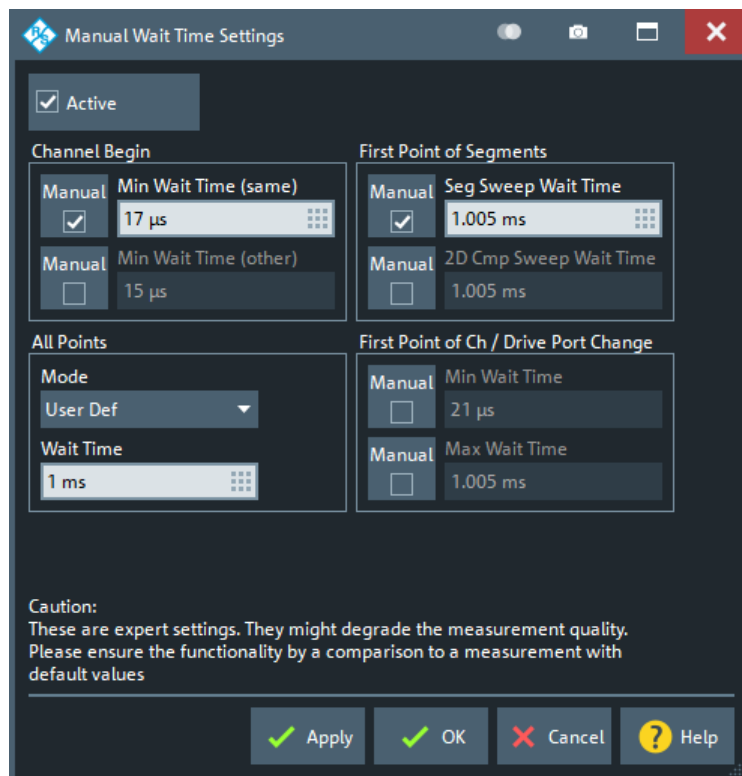 Manual Wait Time Settings
Active
Channel Begin
Manual
Min Wait Time (same)
17 µs
Manual
Min Wait Time (other)
15 µs
First Point of Segments
Manual
Seg Sweep Wait Time
1.005 ms
Manual
2D Cmp Sweep Wait Time
1.005 ms
All Points
Mode
User Def
Wait Time
1 ms
First Point of Ch / Drive Port Change
Manual
Min Wait Time
21 µs
Manual
Max Wait Time
1.005 ms
Caution:
These are expert settings. They might degrade the measurement quality.
Please ensure the functionality by a comparison to a measurement with
default values
Apply
OK
Cancel
? Help